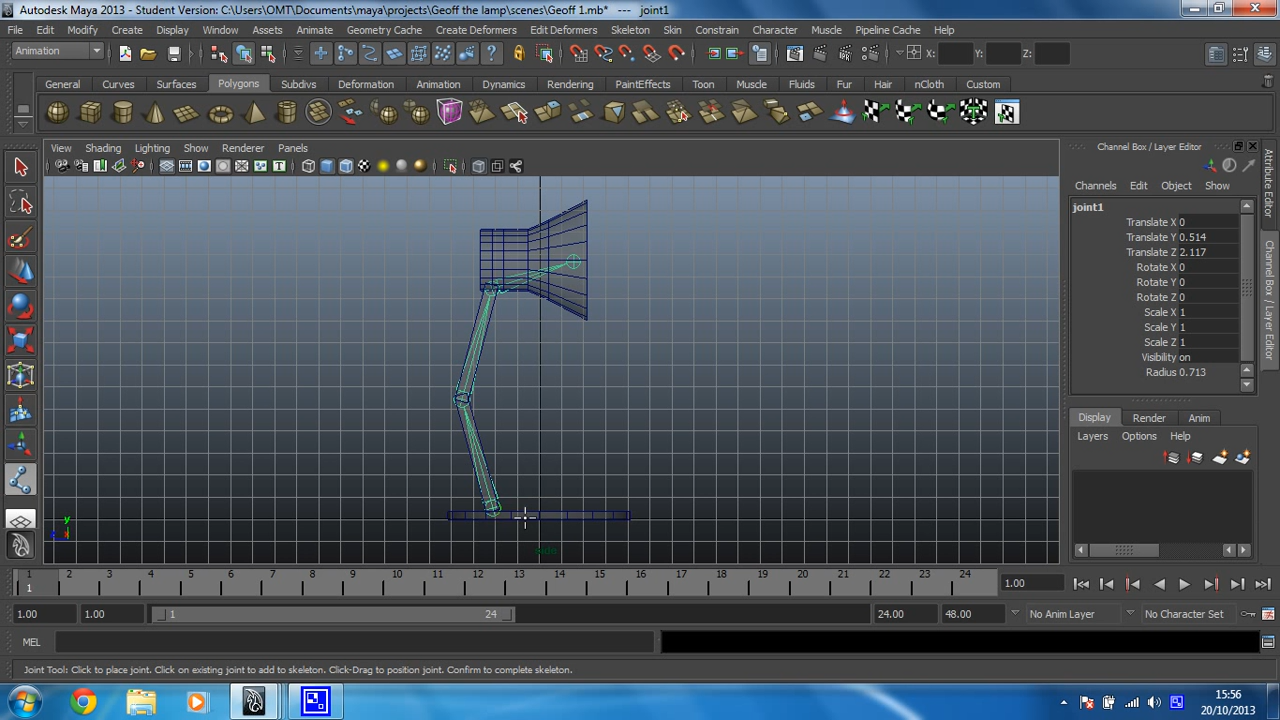 Autodesk Maya 2013 - Student Version: C:\Users\OMT\Documents\maya\projects\Geoff the lamp\scenes\Geoff 1.mb* --- joint1
File Edit Modify Create Display Window Assets Animate Geometry Cache Create Deformers Edit Deformers Skeleton Skin Constrain Character Muscle Pipeline Cache Help
Animation X: Y: Z:
General Curves Surfaces Polygons Subdivs Deformation Animation Dynamics Rendering PaintEffects Toon Muscle Fluids Fur Hair nCloth Custom
View Shading Lighting Show Renderer Panels
Channel Box / Layer Editor
Channels Edit Object Show
joint1
Translate X 0
Translate Y 0.514
Translate Z 2.117
Rotate X 0
Rotate Y 0
Rotate Z 0
Scale X 1
Scale Y 1
Scale Z 1
Visibility on
Radius 0.713
Display Render Anim
Layers Options Help
Attribute Editor
Channel Box / Layer Editor
y
z x
side
1 2 3 4 5 6 7 8 9 10 11 12 13 14 15 16 17 18 19 20 21 22 23 24
1 1.00
1.00 1.00 1 24 24.00 48.00 No Anim Layer No Character Set
MEL
Joint Tool: Click to place joint. Click on existing joint to add to skeleton. Click-Drag to position joint. Confirm to complete skeleton.
15:56
20/10/2013